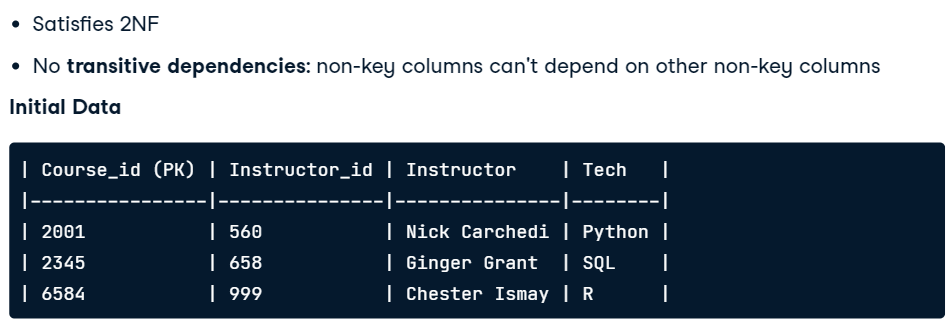 • Satisfies 2NF
• No transitive dependencies: non-key columns can't depend on other non-key columns
Initial Data
| Course_id (PK) | Instructor_id | Instructor    | Tech   |
|----------------|---------------|---------------|--------|
| 2001           | 560           | Nick Carchedi | Python |
| 2345           | 658           | Ginger Grant  | SQL    |
| 6584           | 999           | Chester Ismay | R      |